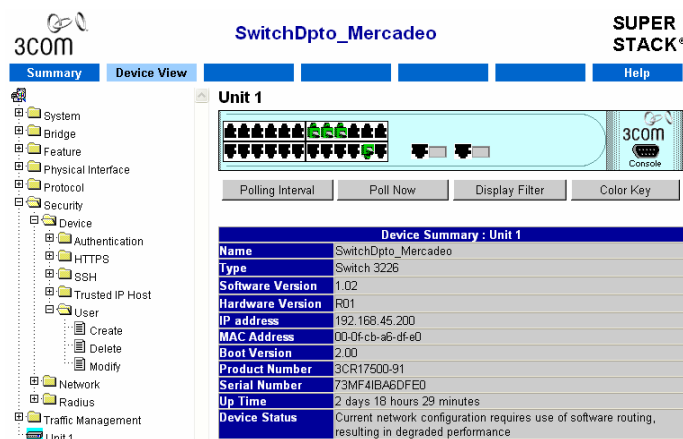 3COM
SwitchDpto_Mercadeo
SUPER
STACK
Summary
Device View
Help
Unit 1
System
Bridge
Feature
Physical Interface
Protocol
Security
Device
Authentication
HTTPS
SSH
Trusted IP Host
User
Create
Delete
Modify
Network
Radius
Traffic Management
Unit 1
3COM
Console
Polling Interval
Poll Now
Display Filter
Color Key
Device Summary : Unit 1
Name SwitchDpto_Mercadeo
Type Switch 3226
Software Version 1.02
Hardware Version R01
IP address 192.168.45.200
MAC Address 00-0f-cb-a6-df-e0
Boot Version 2.00
Product Number 3CR17500-91
Serial Number 73MF4IBA6DFE0
Up Time 2 days 18 hours 29 minutes
Device Status Current network configuration requires use of software routing,
resulting in degraded performance